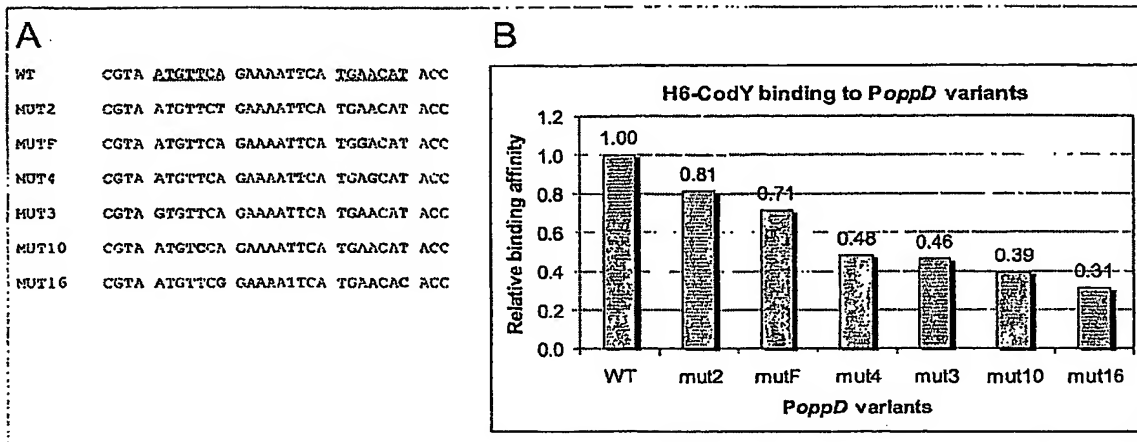 A
WT CGTA ATGTTCA GAAAATTCA TGAACAT ACC
MUT2 CGTA ATGTTCT GAAAATTCA TGAACAT ACC
MUTF CGTA ATGTTCA GAAAATTCA TGGACAT ACC
MUT4 CGTA ATGTTCA GAAAATTCA TGAGCAT ACC
MUT3 CGTA GTGTTCA GAAAATTCA TGAACAT ACC
MUT10 CGTA ATGTCCA GAAAATTCA TGAACAT ACC
MUT16 CGTA ATGTTCG GAAAATTCA TGAACAC ACC
B
H6-CodY binding to PoppD variants
Relative binding affinity
1.2
1.0
0.8
0.6
0.4
0.2
0.0
1.00
0.81
0.71
0.48
0.46
0.39
0.31
WT mut2 mutF mut4 mut3 mut10 mut16
PoppD variants